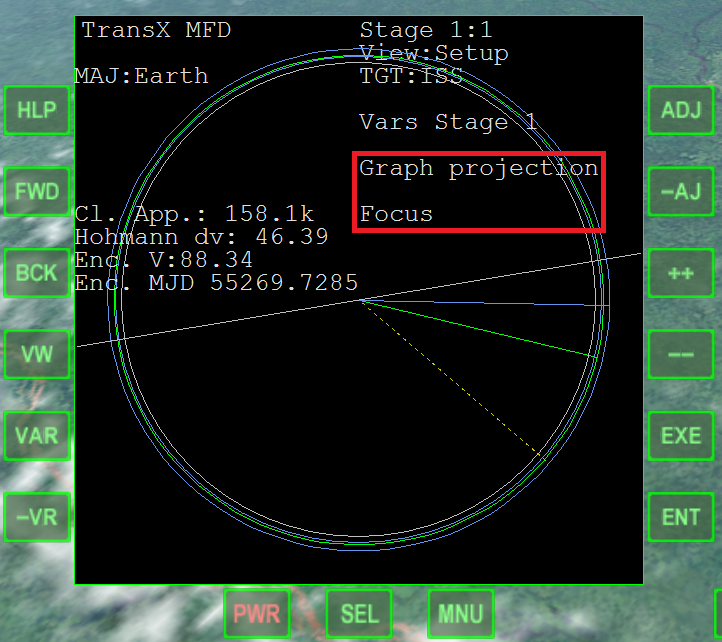 TransX MFD
Stage 1:1
View:Setup
MAJ:Earth
TGT:ISS
Vars Stage 1
Graph projection
Focus
Cl. App.: 158.1k
Hohmann dv: 46.39
Enc. V:88.34
Enc. MJD 55269.7285
HLP
FWD
BCK
VW
VAR
-VR
ADJ
-AJ
++
--
EXE
ENT
PWR
SEL
MNU